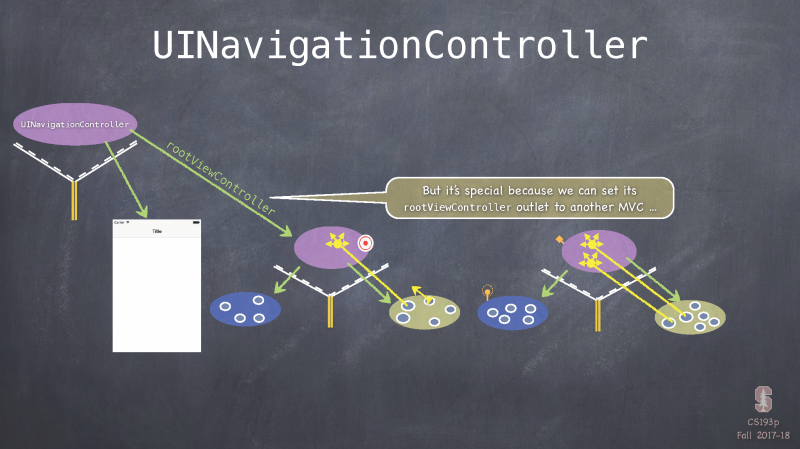 UINavigationController
UINavigationController
rootViewController
But it's special because we can set its
rootViewController outlet to another MVC ...
Carrier
Title
CS193p
Fall 2017-18